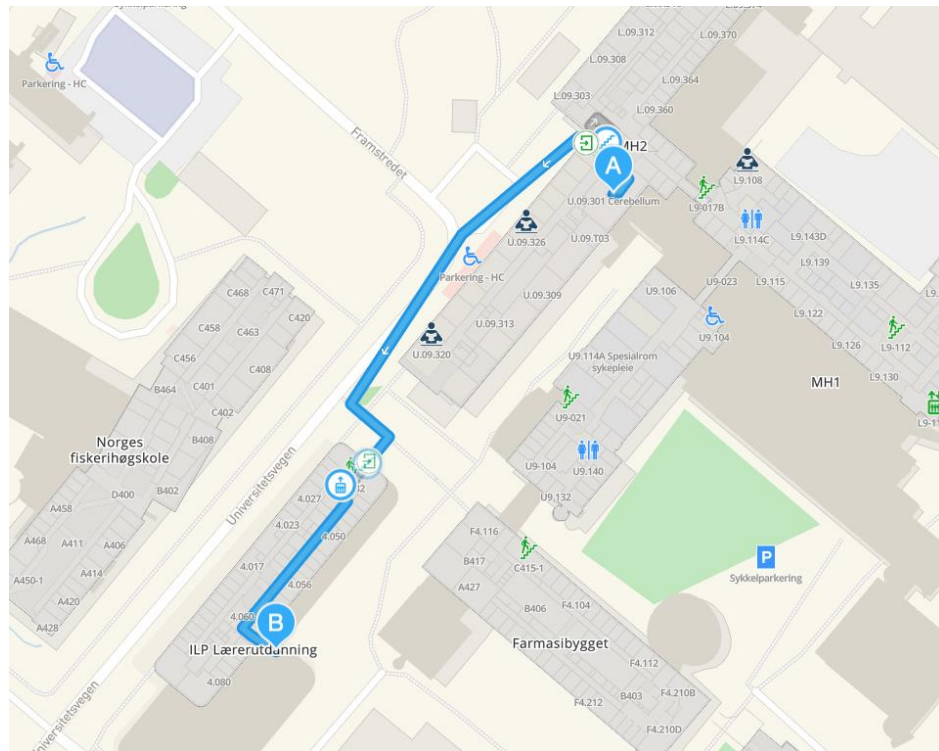 Parkering - HC
Framstredet
L.09.312
L.09.370
L.09.308
L.09.364
L.09.303
L.09.360
MH2
A
L9.108
U.09.301 Cerebellum
L9-017B
L9.114C
U.09.326
U.09.T03
L9.143D
L9.139
Parkering - HC
L9.135
C468
C471
U9.106
U9-023
L9.115
U.09.309
L9.122
C420
C458
C463
U.09.313
U9.104
L9-112
U.09.320
L9.126
C456
C408
U9.114A Spesialrom
sykepleie
L9.130
B464
C401
MH1
C402
U9-021
Norges
fiskerihøgskole
B408
U9-104
U9.140
D400
B402
4.027
U9.132
Universitetsvegen
A458
4.023
4.050
F4.116
A468
A411
A406
B417
C415-1
P
Sykkelparkering
4.017
4.056
A427
A450-1
A414
A420
4.060
B406
F4.104
B
A428
ILP Lærerutdanning
Farmasibygget
F4.112
4.080
B403
F4.210B
F4.212
F4.210D
Universitetsvegen